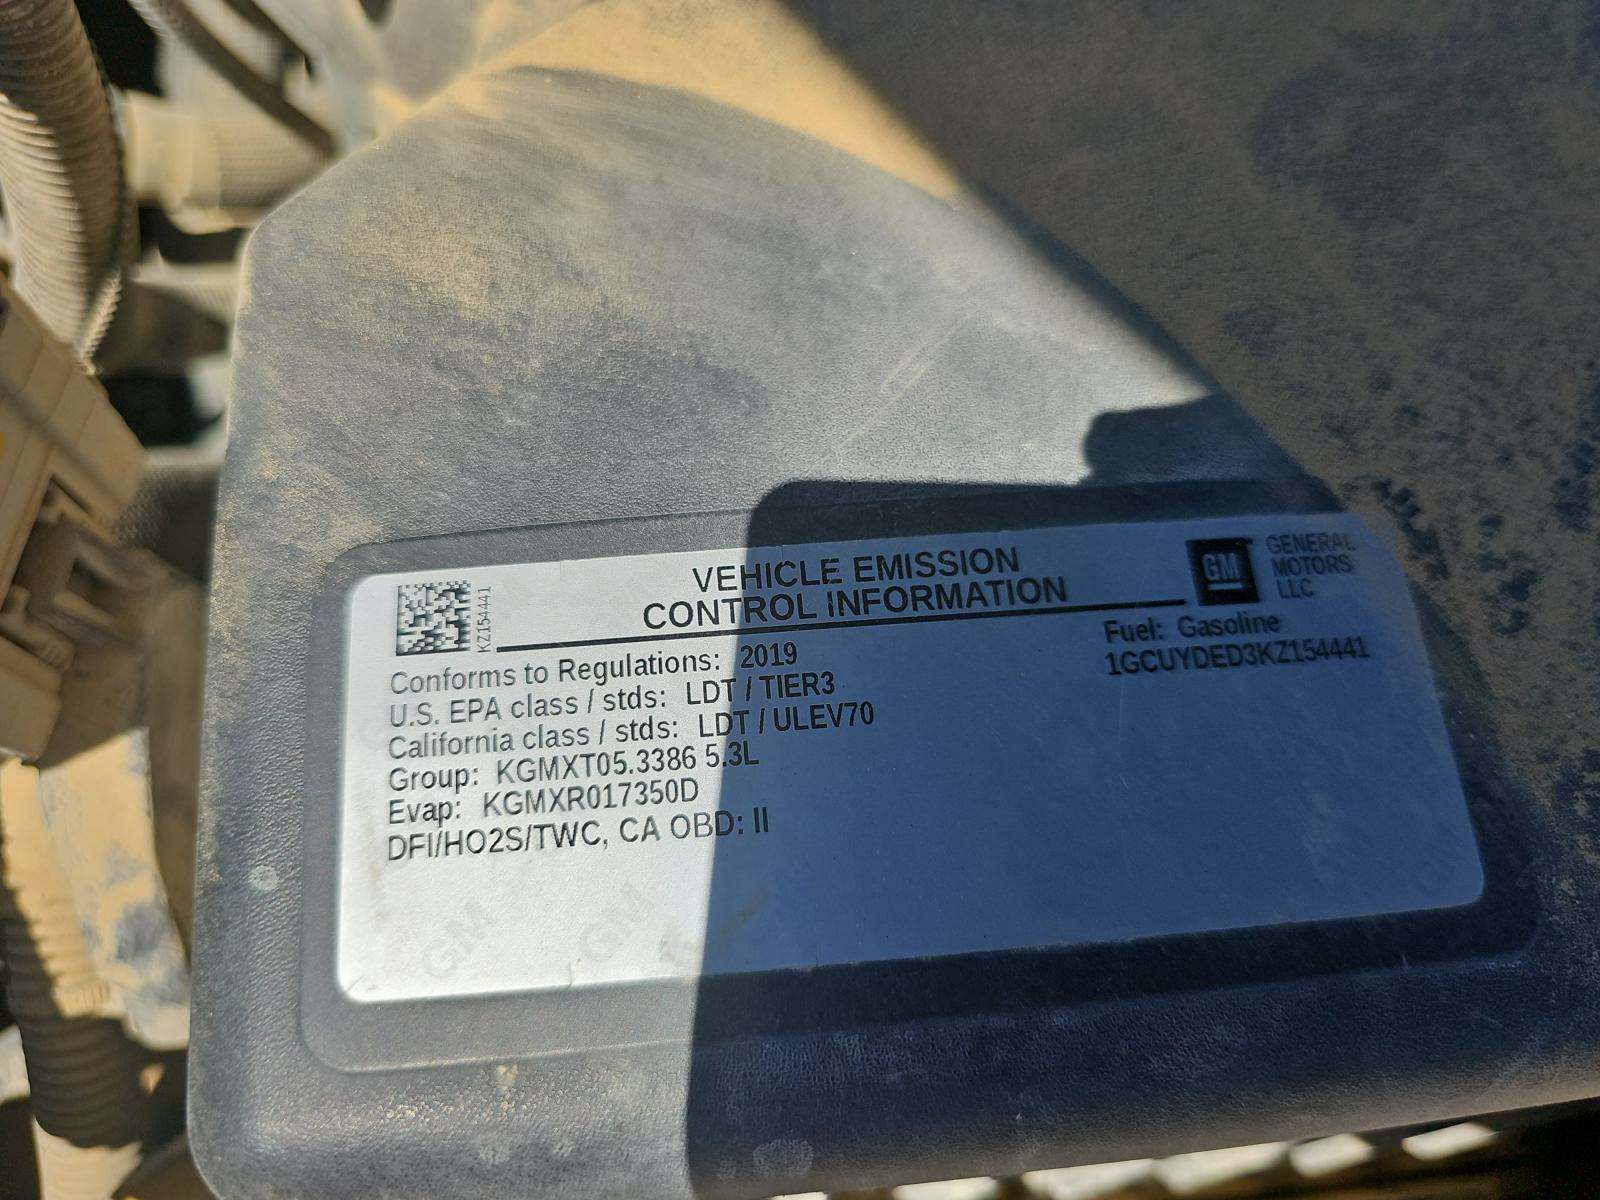 VEHICLE EMISSION
CONTROL INFORMATION
GM
GENERAL
MOTORS
LLC
KZ154441
Conforms to Regulations: 2019
U.S. EPA class / stds: LDT / TIER3
California class / stds: LDT / ULEV70
Group: KGMXT05.3386 5.3L
Evap: KGMXR017350D
DFI/HO2S/TWC, CA OBD: II
Fuel: Gasoline
1GCUYDED3KZ154441
GM
GM